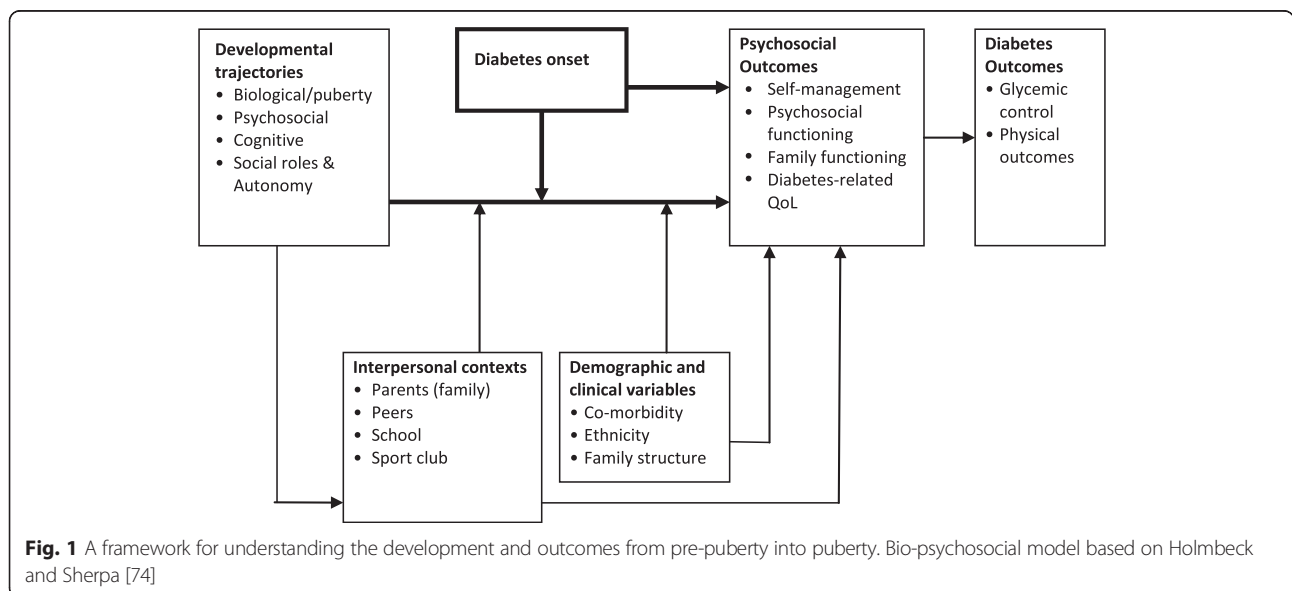 Developmental
trajectories
• Biological/puberty
• Psychosocial
• Cognitive
• Social roles &
Autonomy
Diabetes onset
Psychosocial
Outcomes
• Self-management
• Psychosocial
functioning
• Family functioning
• Diabetes-related
QoL
Diabetes
Outcomes
• Glycemic
control
• Physical
outcomes
Interpersonal contexts
• Parents (family)
• Peers
• School
• Sport club
Demographic and
clinical variables
• Co-morbidity
• Ethnicity
• Family structure
Fig. 1 A framework for understanding the development and outcomes from pre-puberty into puberty. Bio-psychosocial model based on Holmbeck
and Sherpa [74]